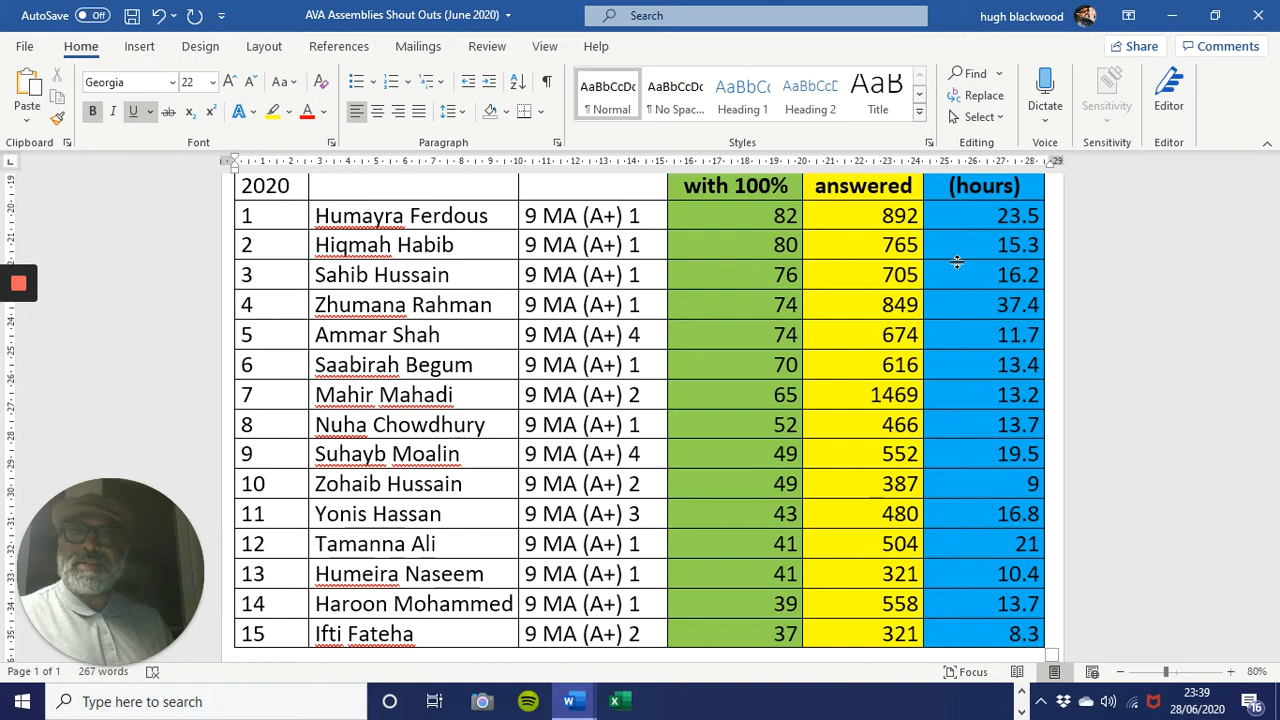 AutoSave Off AVA Assemblies Shout Outs (June 2020) Search hugh blackwood
File Home Insert Design Layout References Mailings Review View Help Share Comments
Paste Georgia 22 Aa AaBbCcDc AaBbCcDc AaBbCc AaBbCc AaB Find Replace Select Dictate Sensitivity Editor
B I U ab x₂ x² A A Normal No Spac... Heading 1 Heading 2 Title
Clipboard Font Paragraph Styles Editing Voice Sensitivity Editor
2020 with 100% answered (hours)
1 Humayra Ferdous 9 MA (A+) 1 82 892 23.5
2 Hiqmah Habib 9 MA (A+) 1 80 765 15.3
3 Sahib Hussain 9 MA (A+) 1 76 705 16.2
4 Zhumana Rahman 9 MA (A+) 1 74 849 37.4
5 Ammar Shah 9 MA (A+) 4 74 674 11.7
6 Saabirah Begum 9 MA (A+) 1 70 616 13.4
7 Mahir Mahadi 9 MA (A+) 2 65 1469 13.2
8 Nuha Chowdhury 9 MA (A+) 1 52 466 13.7
9 Suhayb Moalin 9 MA (A+) 4 49 552 19.5
10 Zohaib Hussain 9 MA (A+) 2 49 387 9
11 Yonis Hassan 9 MA (A+) 3 43 480 16.8
12 Tamanna Ali 9 MA (A+) 1 41 504 21
13 Humeira Naseem 9 MA (A+) 1 41 321 10.4
14 Haroon Mohammed 9 MA (A+) 1 39 558 13.7
15 Ifti Fateha 9 MA (A+) 2 37 321 8.3
Page 1 of 1 267 words Focus 80%
Type here to search 23:39
28/06/2020 16